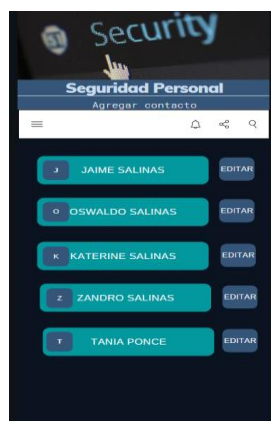 Security
Seguridad Personal
Agregar contacto
J JAIME SALINAS EDITAR
O OSWALDO SALINAS EDITAR
K KATERINE SALINAS EDITAR
Z ZANDRO SALINAS EDITAR
T TANIA PONCE EDITAR